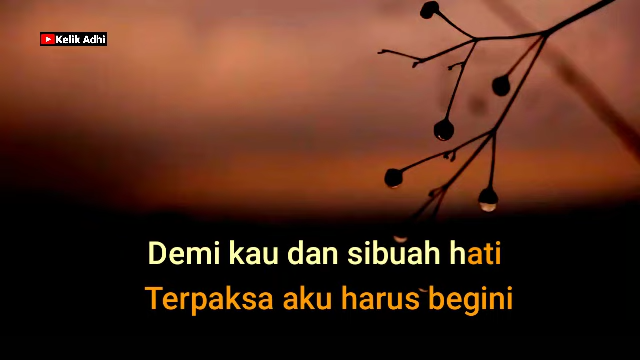 Kelik Adhi
Demi kau dan sibuah hati
Terpaksa aku harus begini